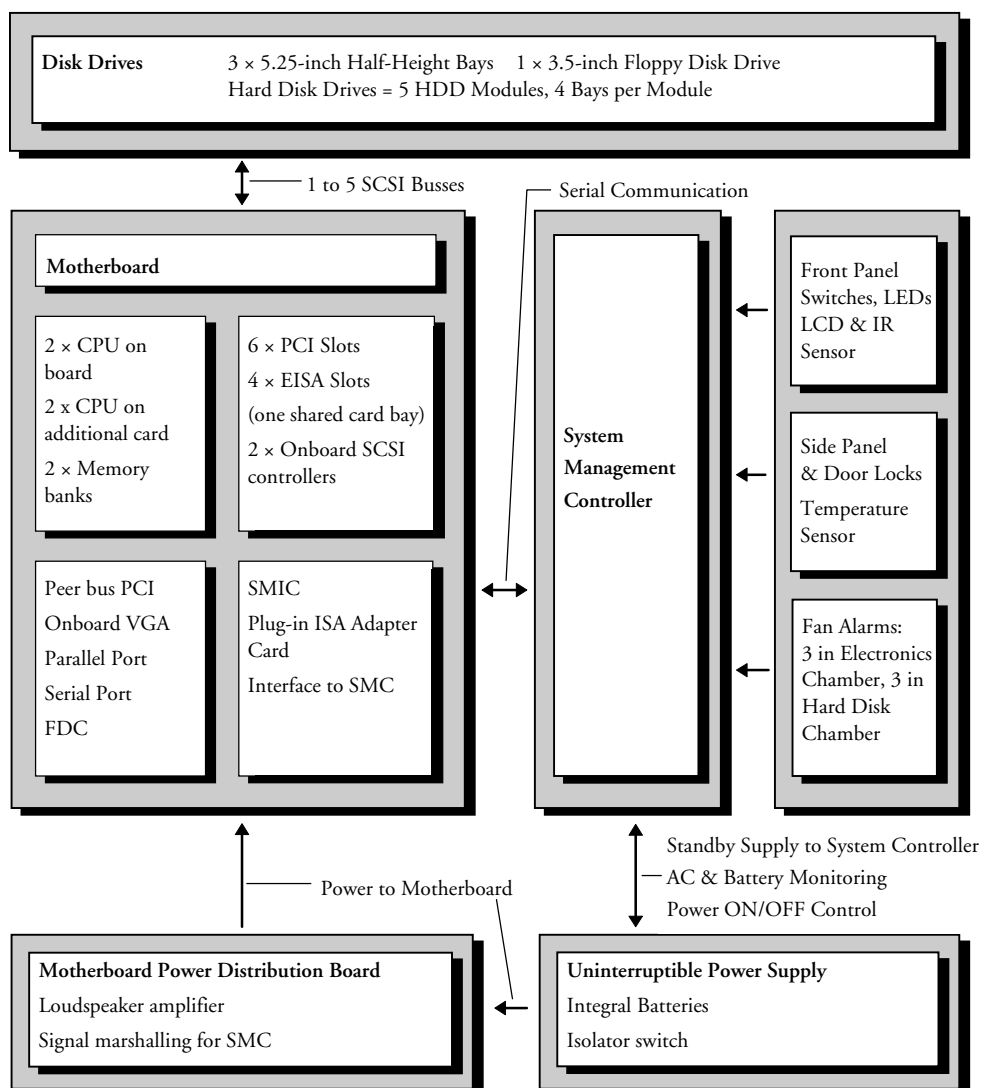 Disk Drives 3 × 5.25-inch Half-Height Bays 1 × 3.5-inch Floppy Disk Drive
Hard Disk Drives = 5 HDD Modules, 4 Bays per Module
1 to 5 SCSI Busses
Serial Communication
Motherboard
2 × CPU on
board
2 x CPU on
additional card
2 × Memory
banks
6 × PCI Slots
4 × EISA Slots
(one shared card bay)
2 × Onboard SCSI
controllers
Peer bus PCI
Onboard VGA
Parallel Port
Serial Port
FDC
SMIC
Plug-in ISA Adapter
Card
Interface to SMC
System
Management
Controller
Front Panel
Switches, LEDs
LCD & IR
Sensor
Side Panel
& Door Locks
Temperature
Sensor
Fan Alarms:
3 in Electronics
Chamber, 3 in
Hard Disk
Chamber
Power to Motherboard
Standby Supply to System Controller
AC & Battery Monitoring
Power ON/OFF Control
Motherboard Power Distribution Board
Loudspeaker amplifier
Signal marshalling for SMC
Uninterruptible Power Supply
Integral Batteries
Isolator switch